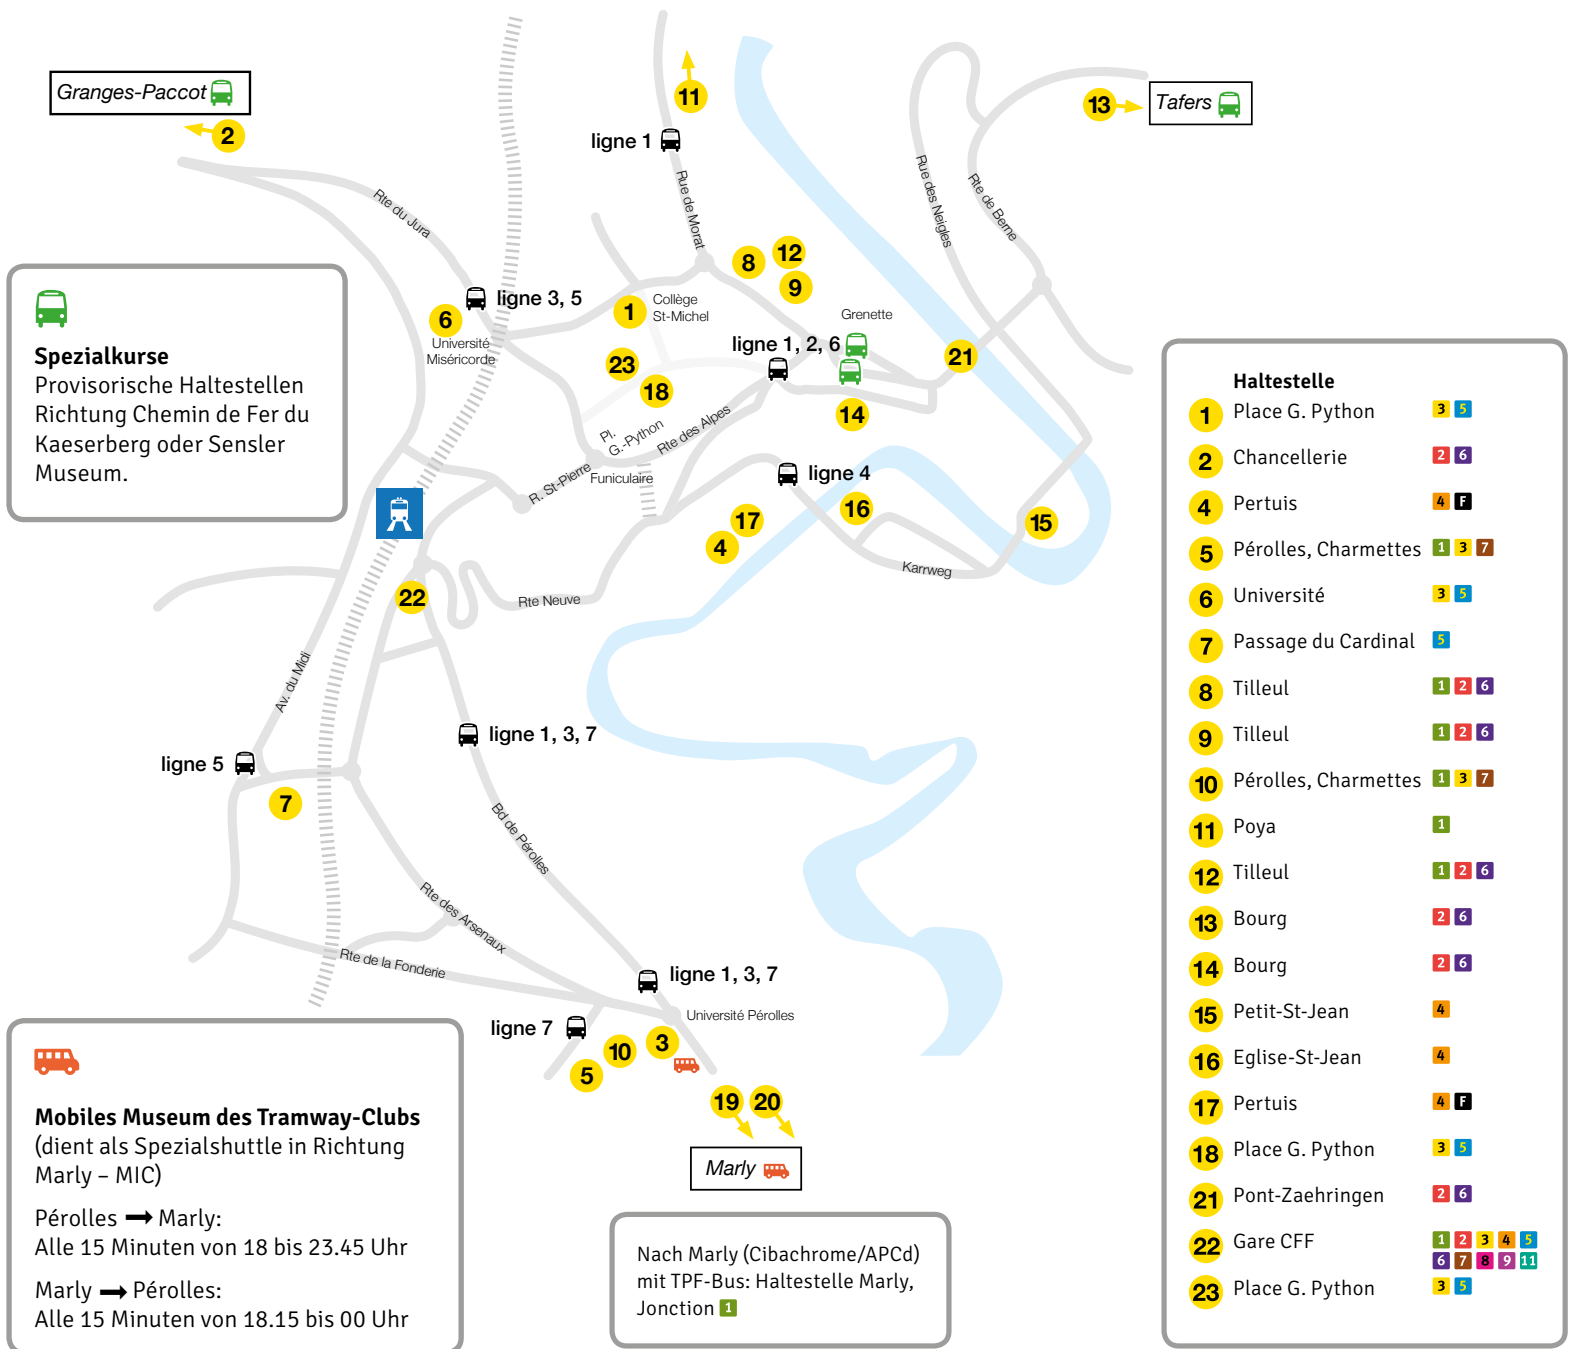 Granges-Paccot
2
11
ligne 1
13
Tafers
Rte du Jura
Rue de Morat
Rue des Neigles
Rte de Berne
8
12
9
ligne 3, 5
6
Université
Miséricorde
1
Collège
St-Michel
Grenette
ligne 1, 2, 6
23
18
21
14
Pl.
G.-Python
Rte des Alpes
R. St-Pierre
Funiculaire
ligne 4
16
17
4
15
Karrweg
22
Rte Neuve
Av. du Midi
ligne 5
7
ligne 1, 3, 7
Bd de Pérolles
Rte des Arsenaux
Rte de la Fonderie
ligne 1, 3, 7
Université Pérolles
ligne 7
10
3
5
19
20
Marly
Spezialkurse
Provisorische Haltestellen
Richtung Chemin de Fer du
Kaeserberg oder Sensler
Museum.
Mobiles Museum des Tramway-Clubs
(dient als Spezialshuttle in Richtung
Marly – MIC)
Pérolles ➞ Marly:
Alle 15 Minuten von 18 bis 23.45 Uhr
Marly ➞ Pérolles:
Alle 15 Minuten von 18.15 bis 00 Uhr
Nach Marly (Cibachrome/APCd)
mit TPF-Bus: Haltestelle Marly,
Jonction 1
Haltestelle
1 Place G. Python 3 5
2 Chancellerie 2 6
4 Pertuis 4 F
5 Pérolles, Charmettes 1 3 7
6 Université 3 5
7 Passage du Cardinal 5
8 Tilleul 1 2 6
9 Tilleul 1 2 6
10 Pérolles, Charmettes 1 3 7
11 Poya 1
12 Tilleul 1 2 6
13 Bourg 2 6
14 Bourg 2 6
15 Petit-St-Jean 4
16 Eglise-St-Jean 4
17 Pertuis 4 F
18 Place G. Python 3 5
21 Pont-Zaehringen 2 6
22 Gare CFF 1 2 3 4 5
6 7 8 9 11
23 Place G. Python 3 5